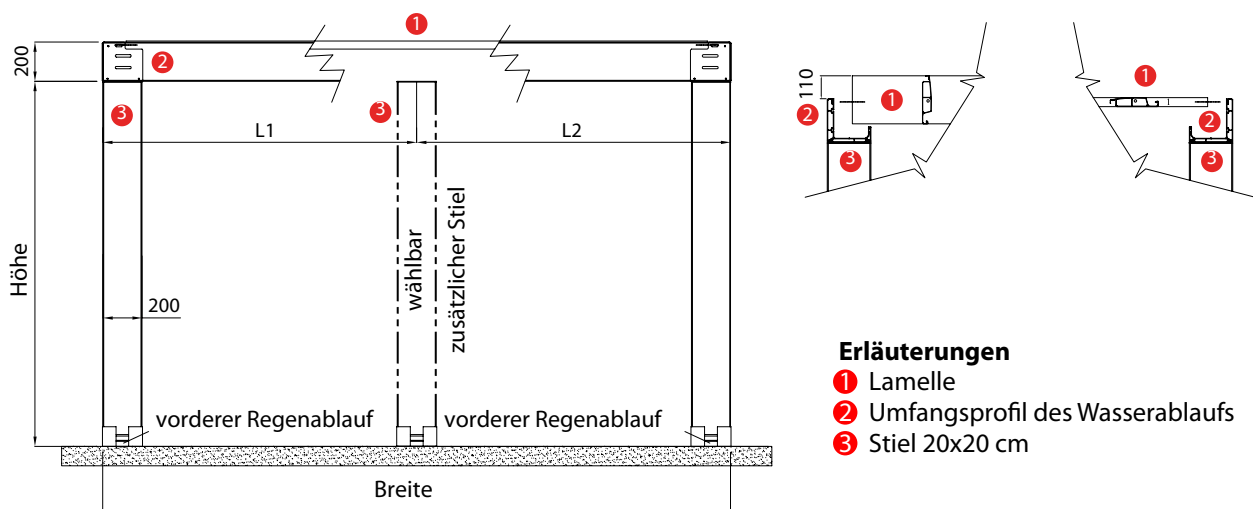 1
200
2
3
3
L1
L2
Höhe
wählbar
zusätzlicher Stiel
200
vorderer Regenablauf
vorderer Regenablauf
Breite
110
1
2
3
1
2
3
Erläuterungen
1 Lamelle
2 Umfangsprofil des Wasserablaufs
3 Stiel 20x20 cm